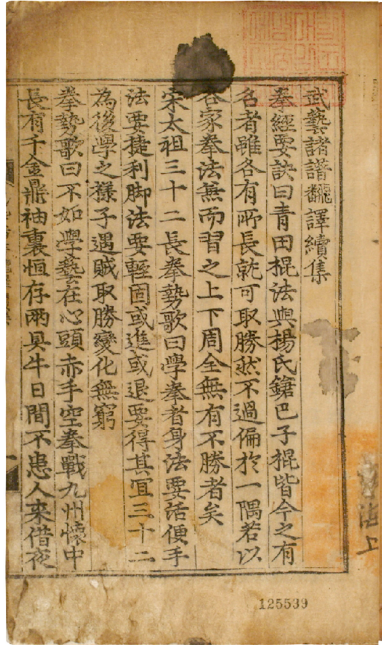 武藝諸譜飜譯續集
拳經要訣曰青田棍法與楊氏鎗巴子棍皆今之有
名者雖各有所長就可取勝然不過偏於一隅若以
各家拳法兼而習之上下周全無有不勝者矣
宋太祖三十二長拳勢歌曰學拳者身法要活便手
法要捷利脚法要輕固或進或退要得其宜三十二
為後學之樣子遇賊取勝變化無窮
拳勢歌曰不如學藝在心頭赤手空拳戰九州懷中
長有千金鼎袖裏恒存兩具牛日間不患人來借夜
上
125539